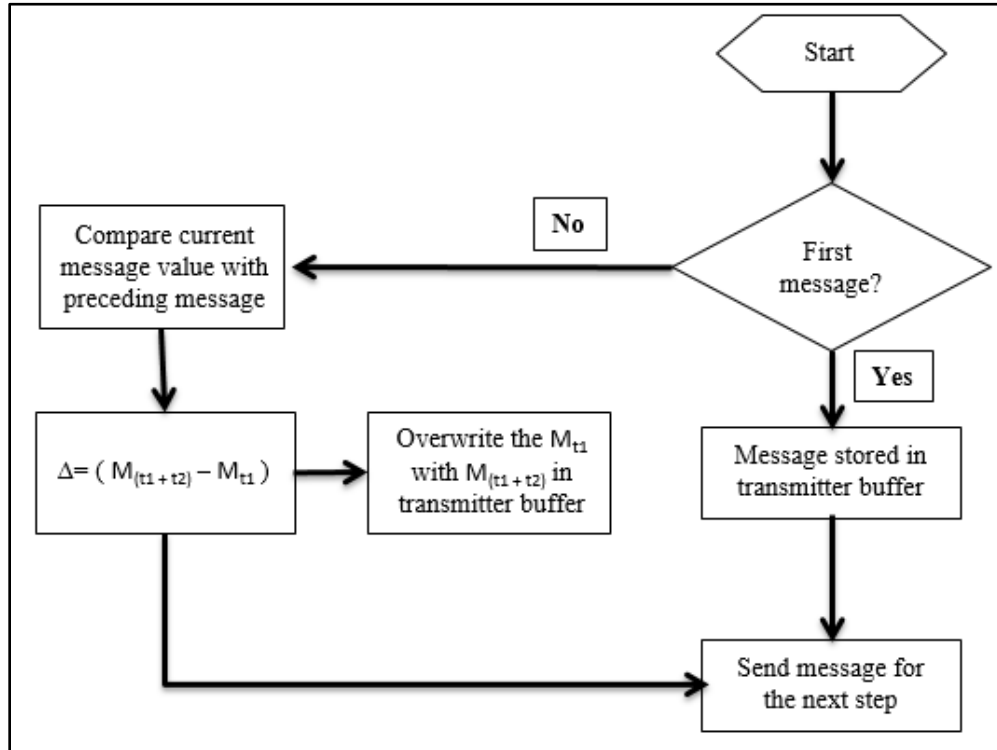 Start
First
message?
No
Compare current
message value with
preceding message
Yes
Δ= ( M(t1 + t2) − Mt1 )
Overwrite the Mt1
with M(t1 + t2) in
transmitter buffer
Message stored in
transmitter buffer
Send message for
the next step